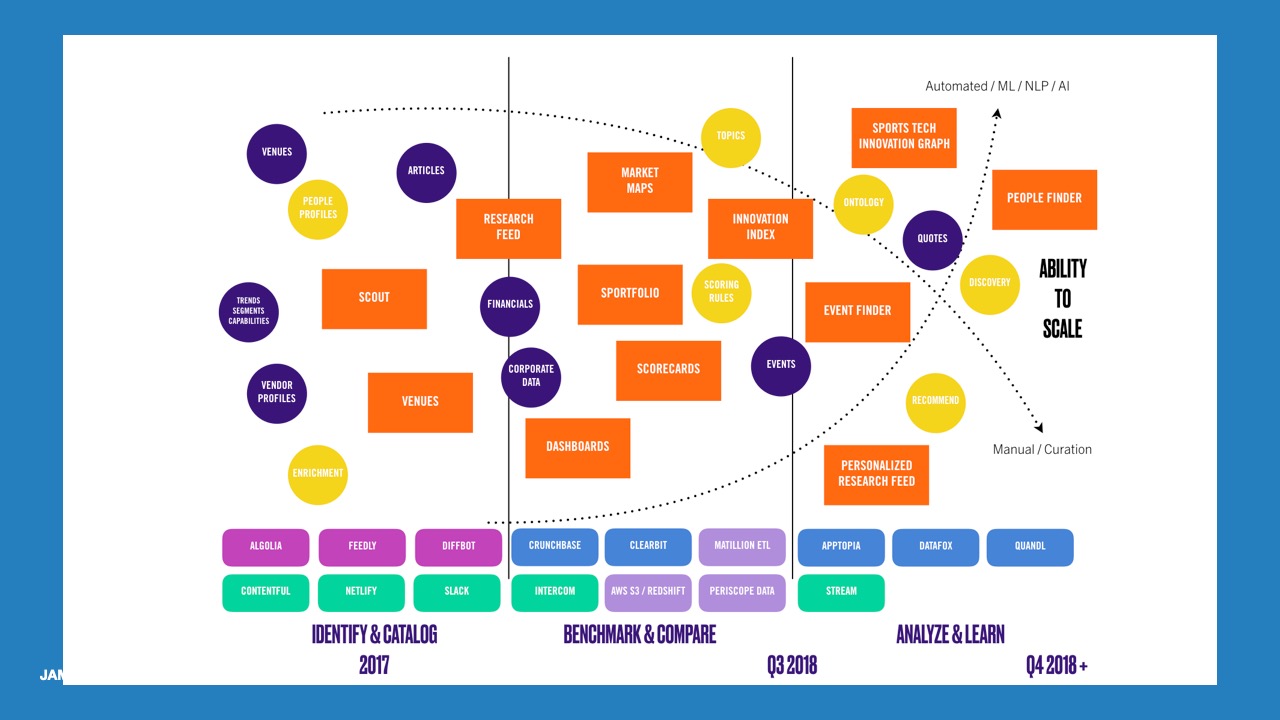 Automated / ML / NLP / AI
VENUES
PEOPLE
PROFILES
ARTICLES
TRENDS
SEGMENTS
CAPABILITIES
SCOUT
VENDOR
PROFILES
VENUES
ENRICHMENT
RESEARCH
FEED
FINANCIALS
CORPORATE
DATA
TOPICS
MARKET
MAPS
INNOVATION
INDEX
SPORTFOLIO
SCORING
RULES
SCORECARDS
EVENTS
DASHBOARDS
SPORTS TECH
INNOVATION GRAPH
ONTOLOGY
PEOPLE FINDER
QUOTES
DISCOVERY
EVENT FINDER
ABILITY
TO
SCALE
RECOMMEND
Manual / Curation
PERSONALIZED
RESEARCH FEED
ALGOLIA
FEEDLY
DIFFBOT
CRUNCHBASE
CLEARBIT
MATILLION ETL
APPTOPIA
DATAFOX
QUANDL
CONTENTFUL
NETLIFY
SLACK
INTERCOM
AWS S3 / REDSHIFT
PERISCOPE DATA
STREAM
IDENTIFY & CATALOG
BENCHMARK & COMPARE
ANALYZE & LEARN
2017
Q3 2018
Q4 2018 +